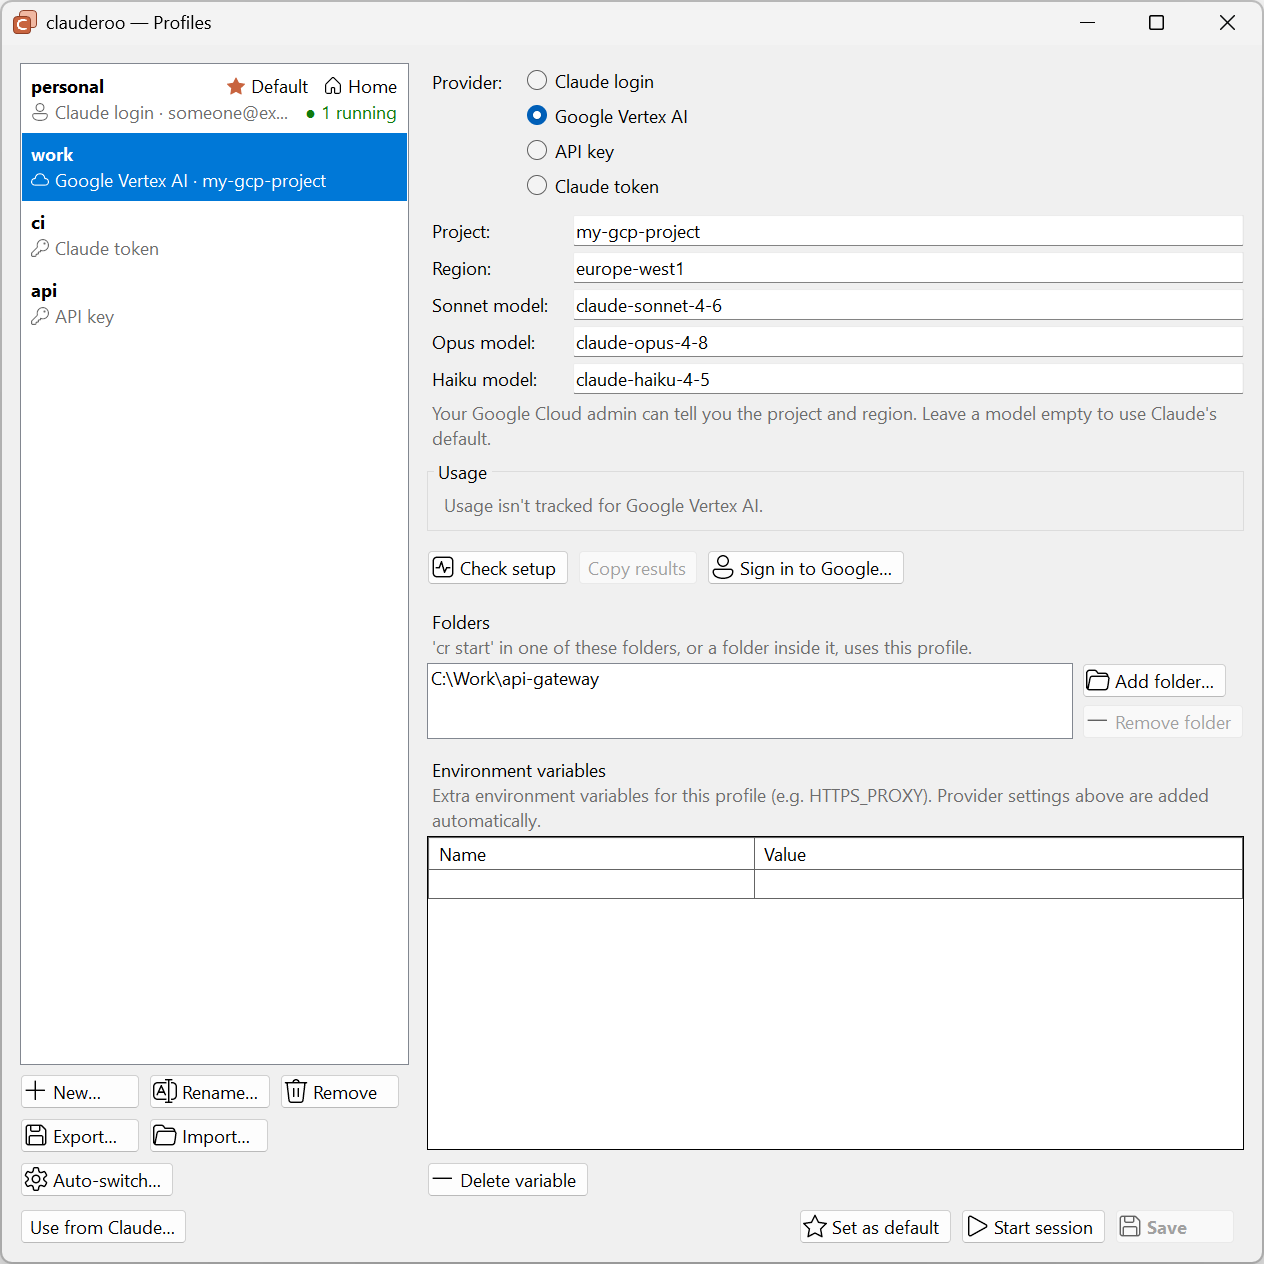 clauderoo — Profiles
personal Default Home
Claude login · someone@ex... ● 1 running
work
Google Vertex AI · my-gcp-project
ci
Claude token
api
API key
New... Rename... Remove
Export... Import...
Auto-switch...
Use from Claude...
Provider: Claude login
Google Vertex AI
API key
Claude token
Project: my-gcp-project
Region: europe-west1
Sonnet model: claude-sonnet-4-6
Opus model: claude-opus-4-8
Haiku model: claude-haiku-4-5
Your Google Cloud admin can tell you the project and region. Leave a model empty to use Claude's
default.
Usage
Usage isn't tracked for Google Vertex AI.
Check setup Copy results Sign in to Google...
Folders
'cr start' in one of these folders, or a folder inside it, uses this profile.
C:\Work\api-gateway
Add folder...
Remove folder
Environment variables
Extra environment variables for this profile (e.g. HTTPS_PROXY). Provider settings above are added
automatically.
Name Value
Delete variable
Set as default Start session Save